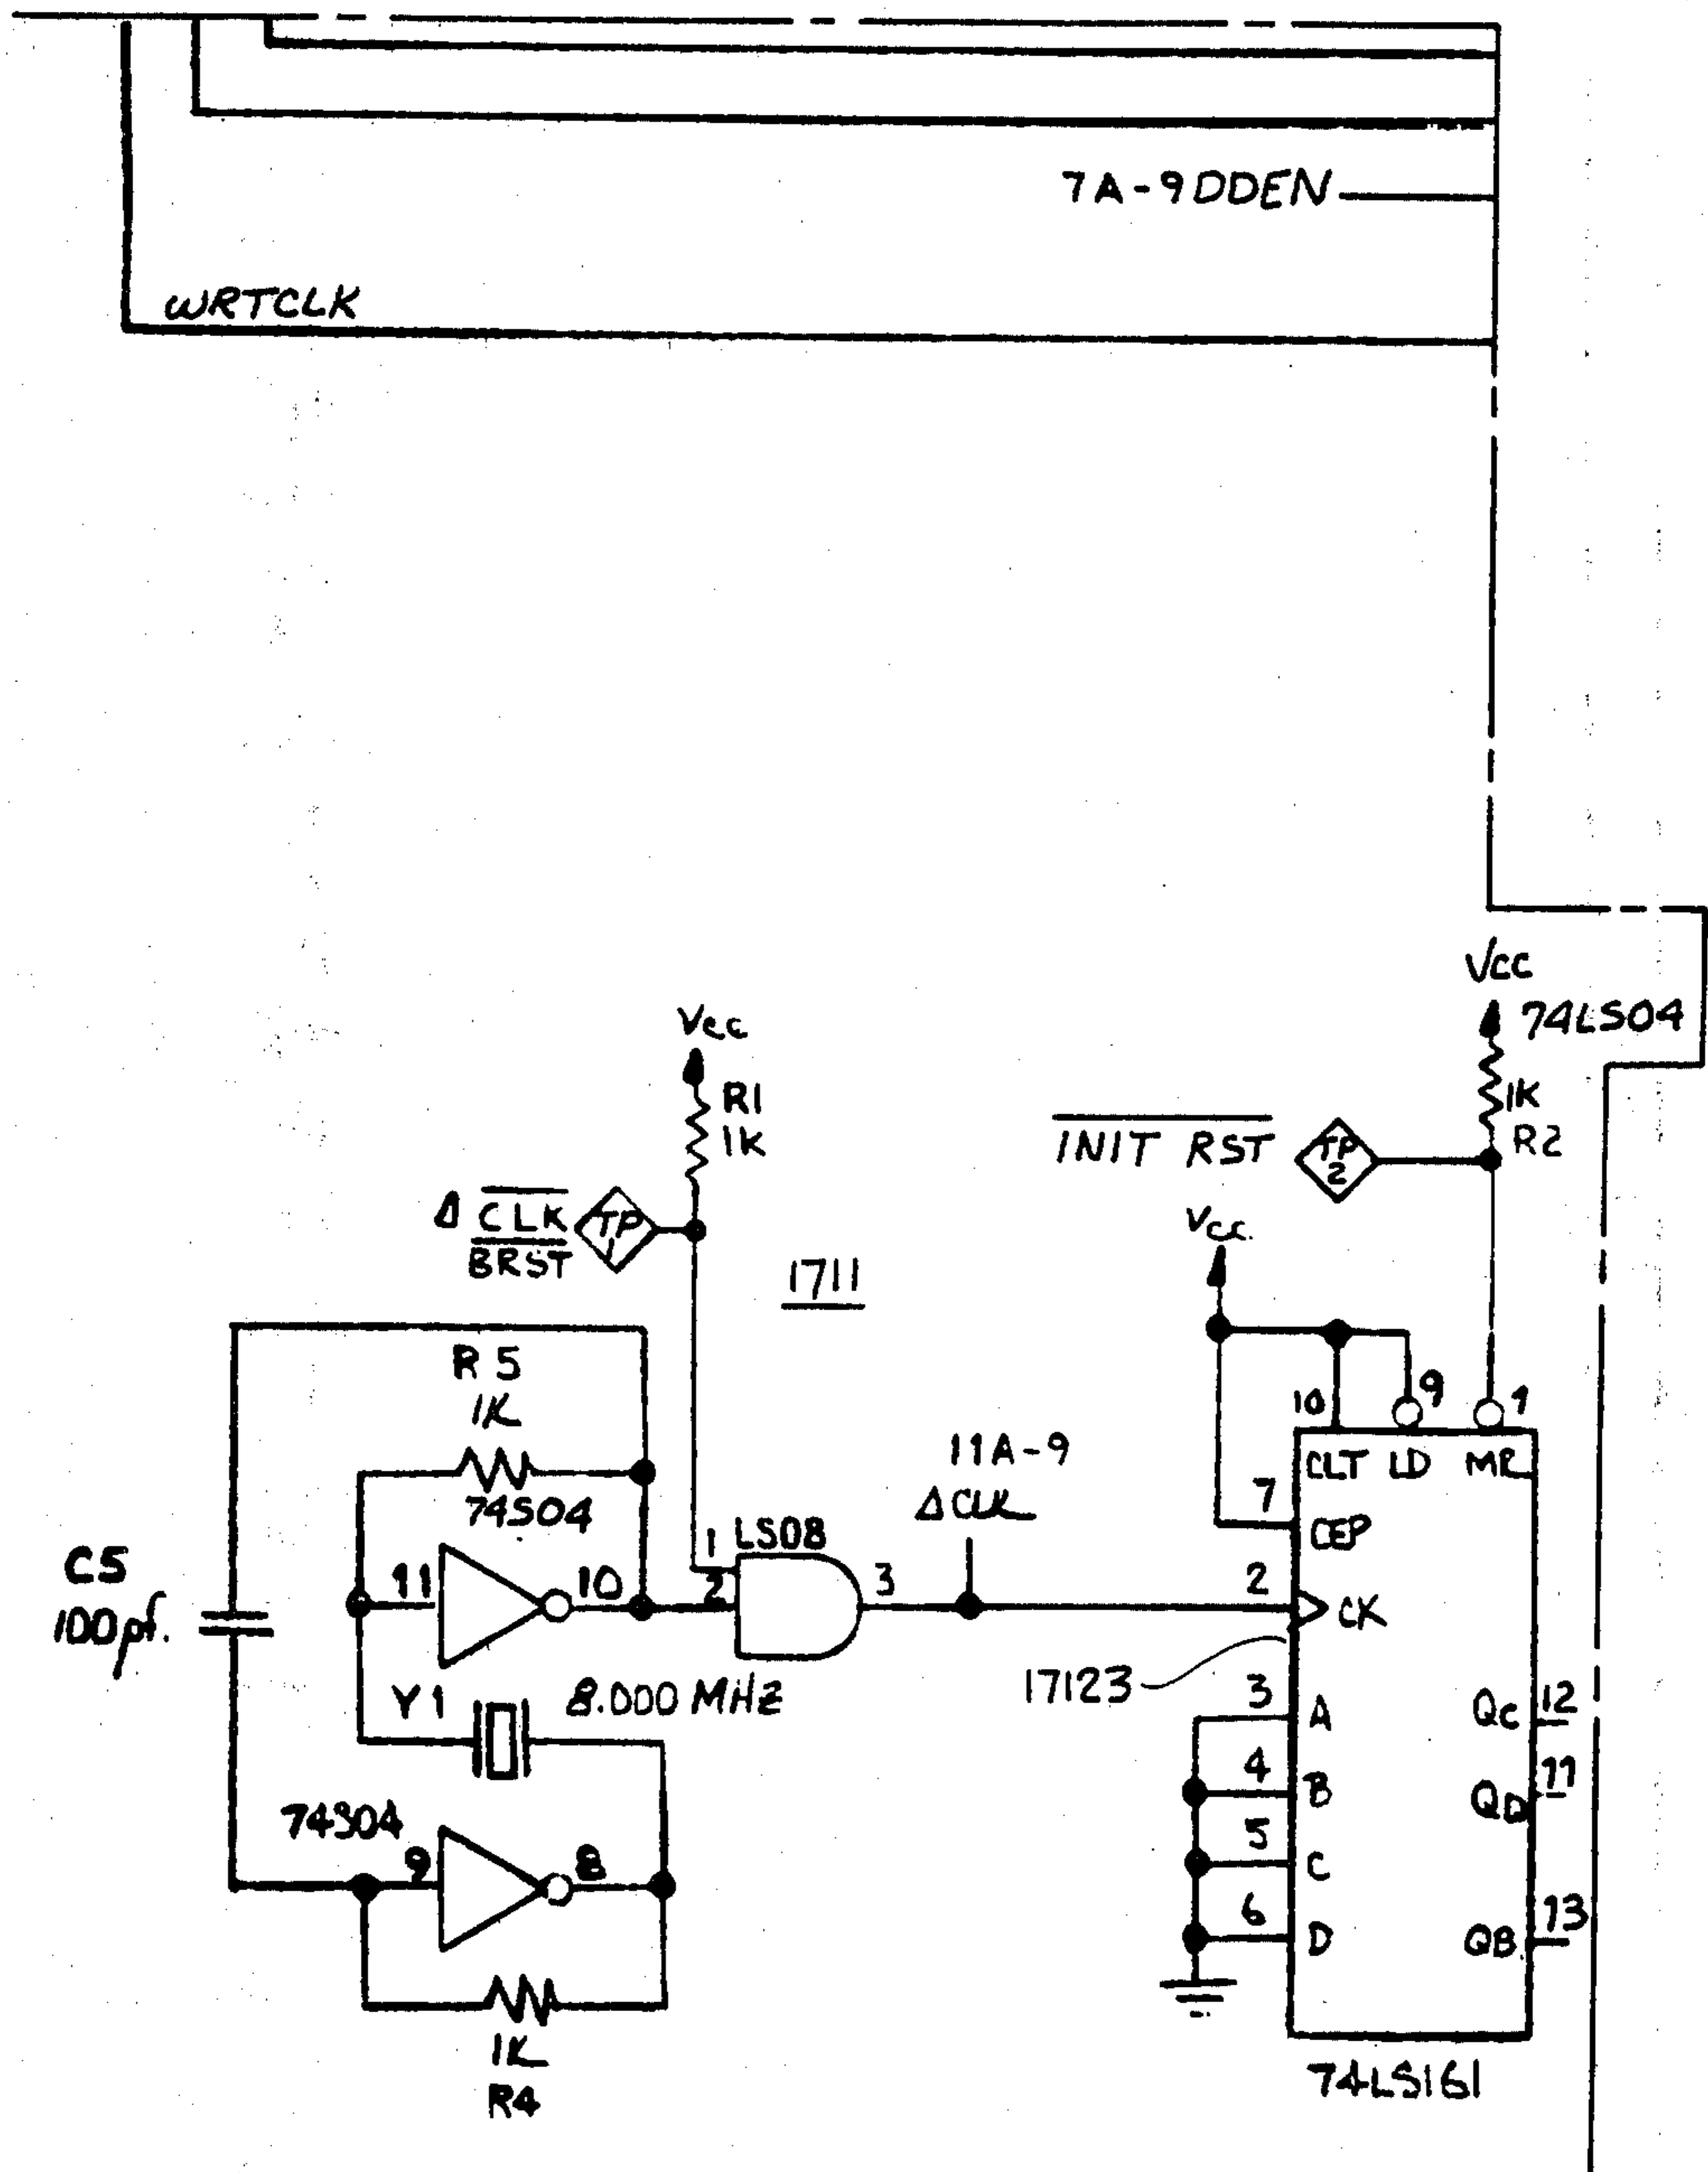 7A-9 DDEN
WRTCLK
Vcc
74LS04
1K
R2
INIT RST
TP
2
Vcc
R1
1K
Δ CLK
BRST
TP
1
1711
Vcc.
R5
1K
74S04
11
10
C5
100pf.
1
LS08
2
3
11A-9
Δ CLK
10
9
1
CLT LD MR
7
CEP
2
CK
17123
Y1
8.000 MHZ
3
A
QC
12
4
B
QD
11
5
C
6
D
QB
13
74S04
9
8
1K
R4
74LS161